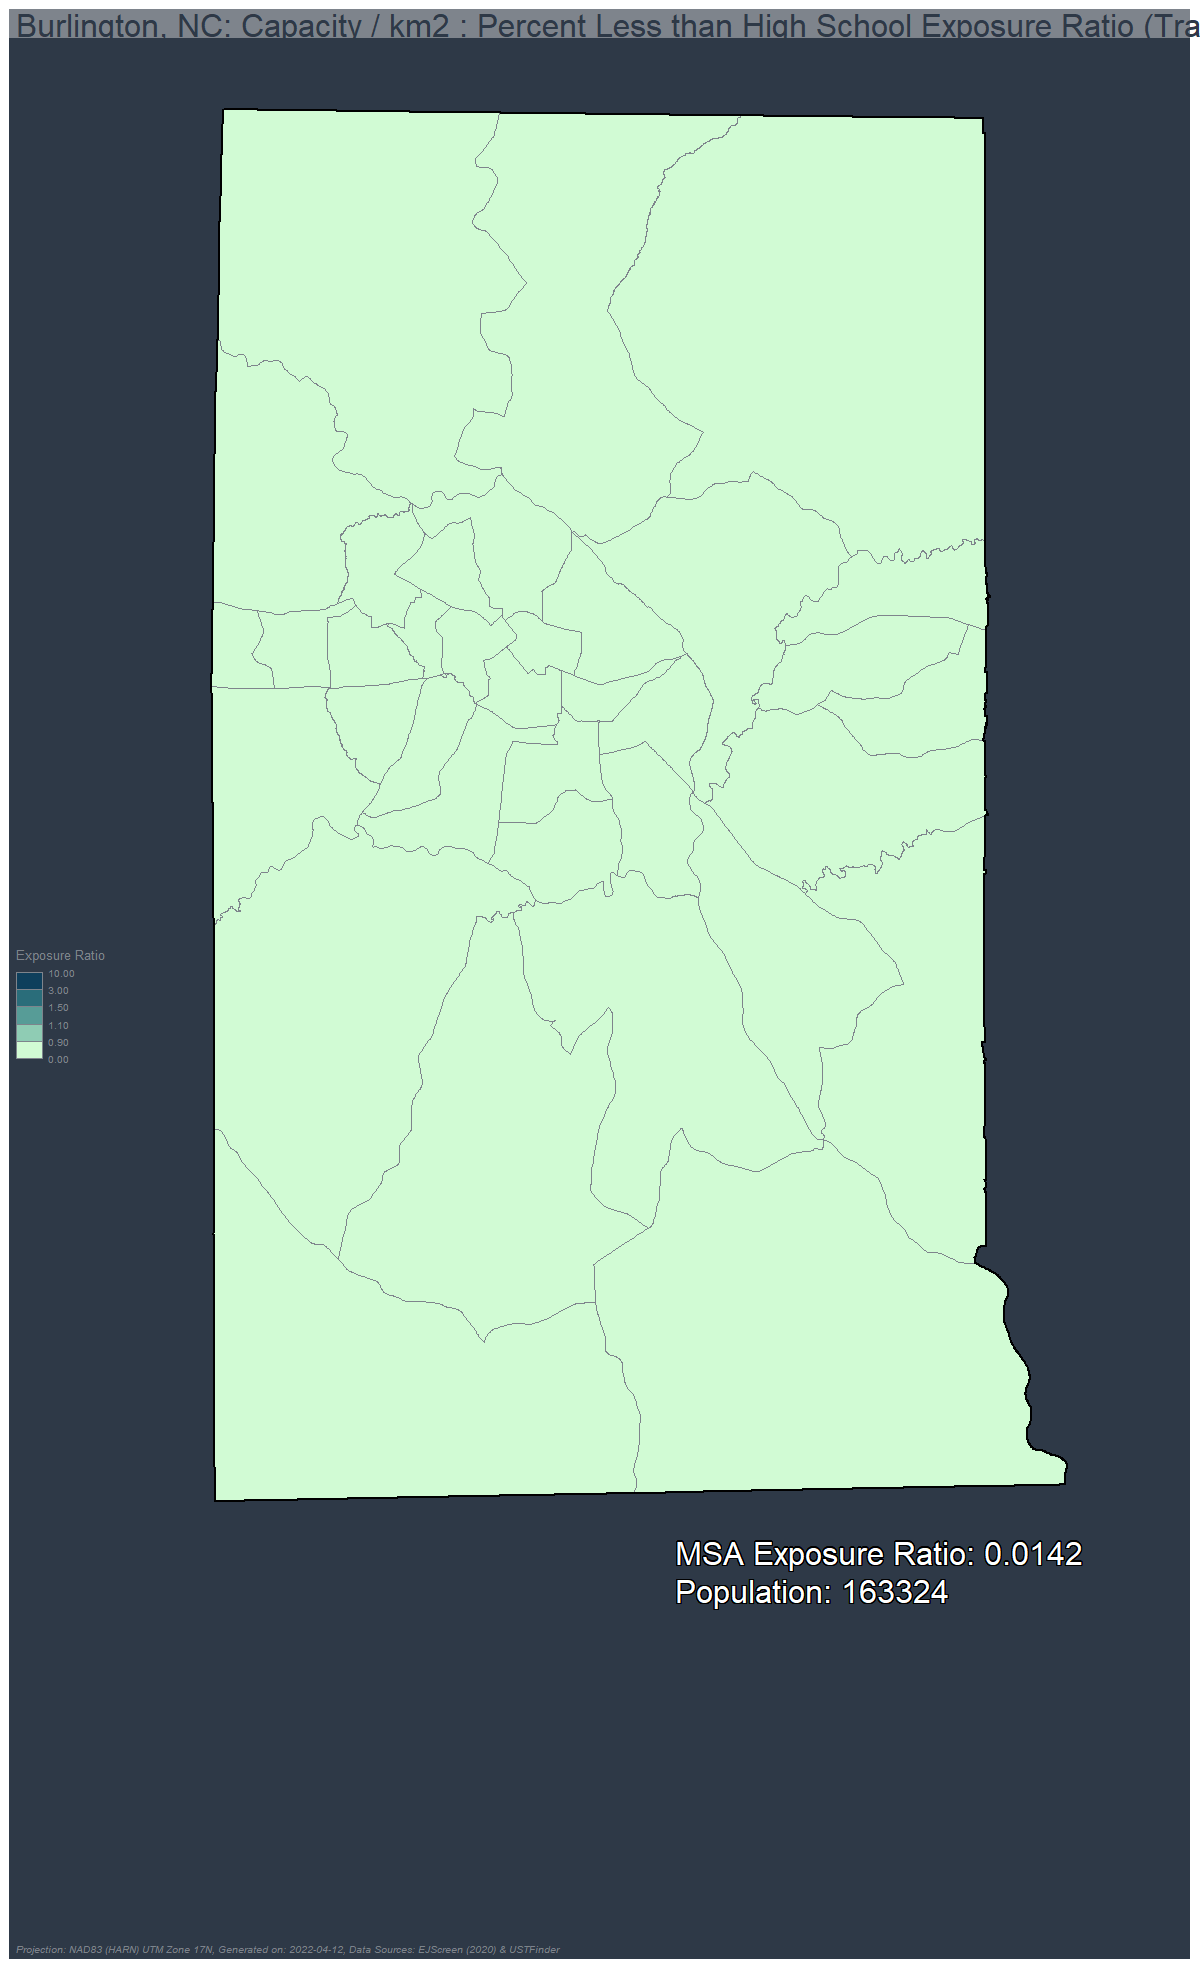 Burlington, NC: Capacity / km2 : Percent Less than High School Exposure Ratio (Tra
Exposure Ratio
10.00
3.00
1.50
1.10
0.90
0.00
MSA Exposure Ratio: 0.0142
Population: 163324
Projection: NAD83 (HARN) UTM Zone 17N, Generated on: 2022-04-12, Data Sources: EJScreen (2020) & USTFinder